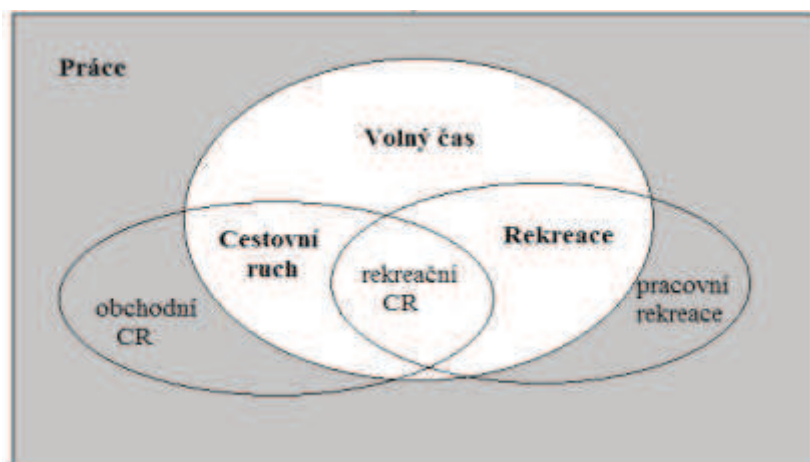 Práce
Volný čas
Cestovní
ruch
Rekreace
rekreační
CR
obchodní
CR
pracovní
rekreace